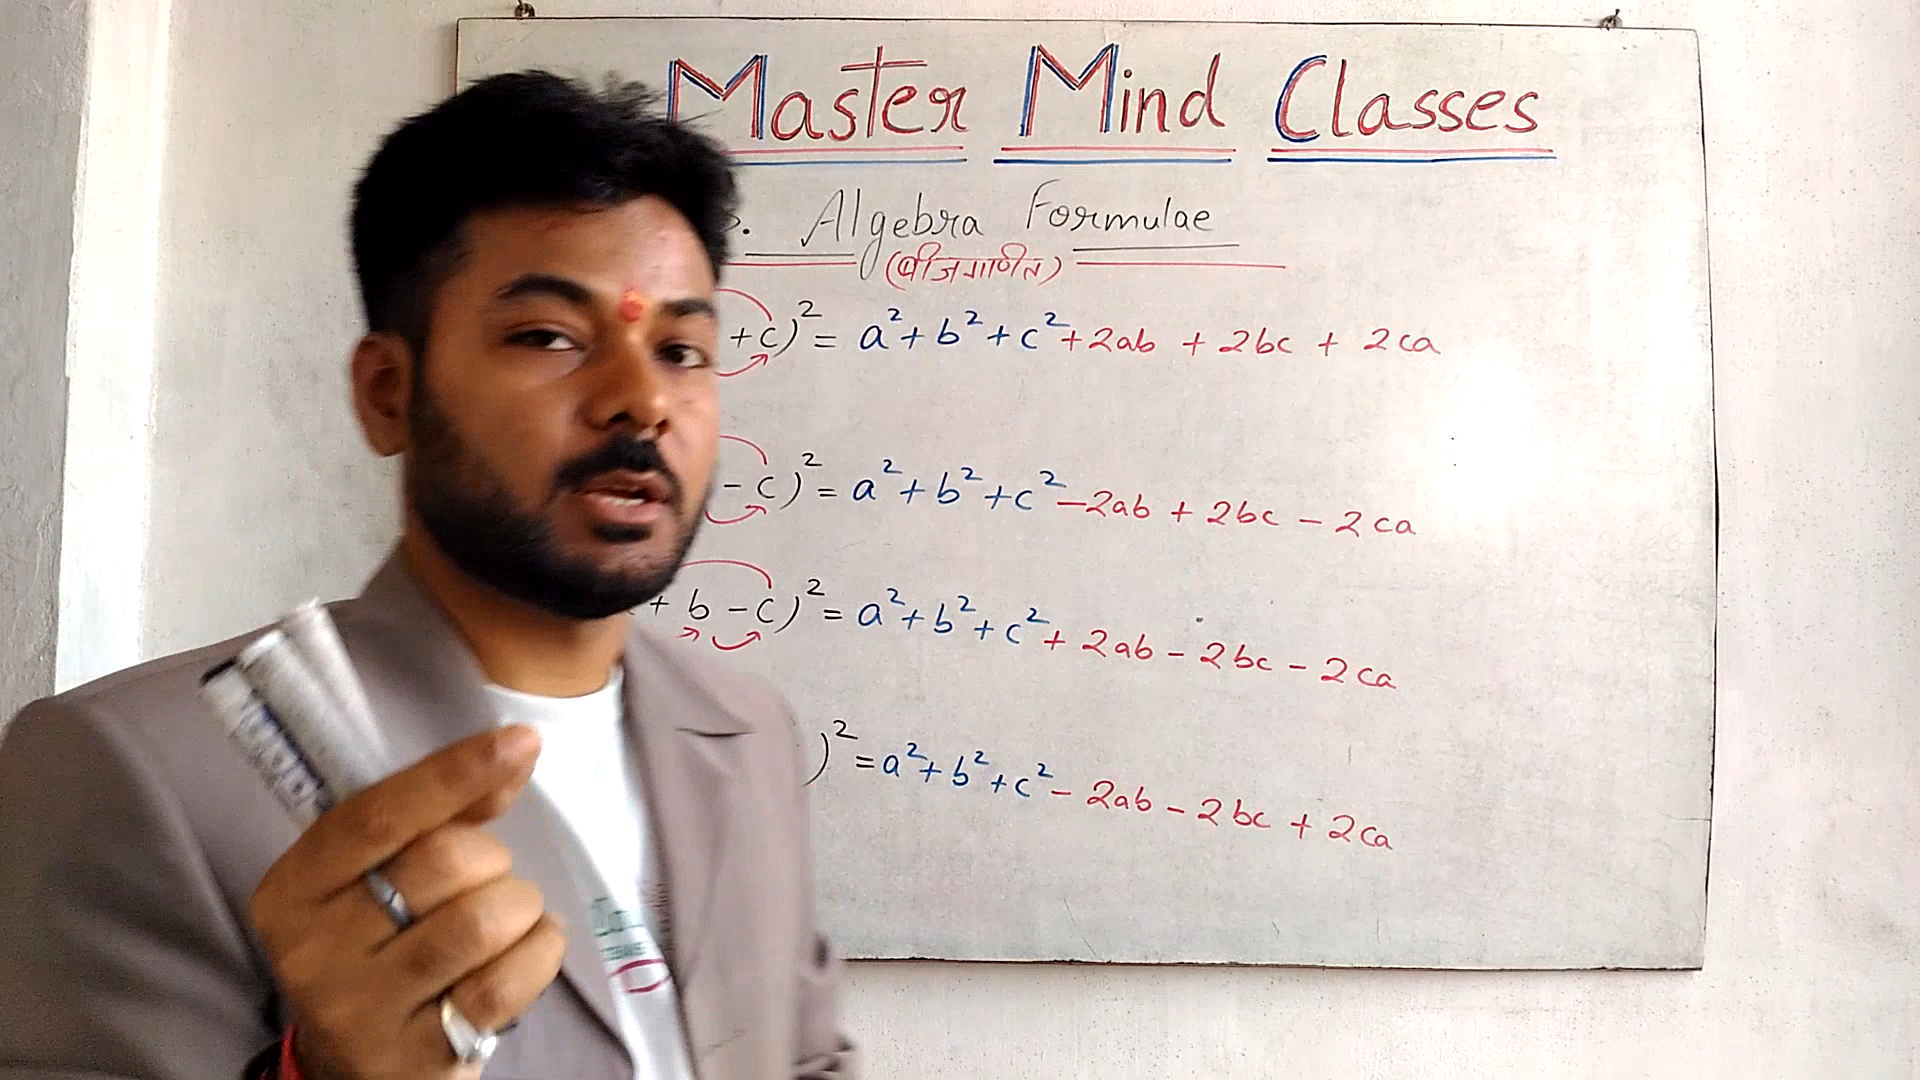 Master Mind Classes
Algebra Formulae
(बीजगणित)
+c)² = a² + b² + c² + 2ab + 2bc + 2ca
-c)² = a² + b² + c² - 2ab + 2bc - 2ca
+ b - c)² = a² + b² + c² + 2ab - 2bc - 2ca
)² = a² + b² + c² - 2ab - 2bc + 2ca